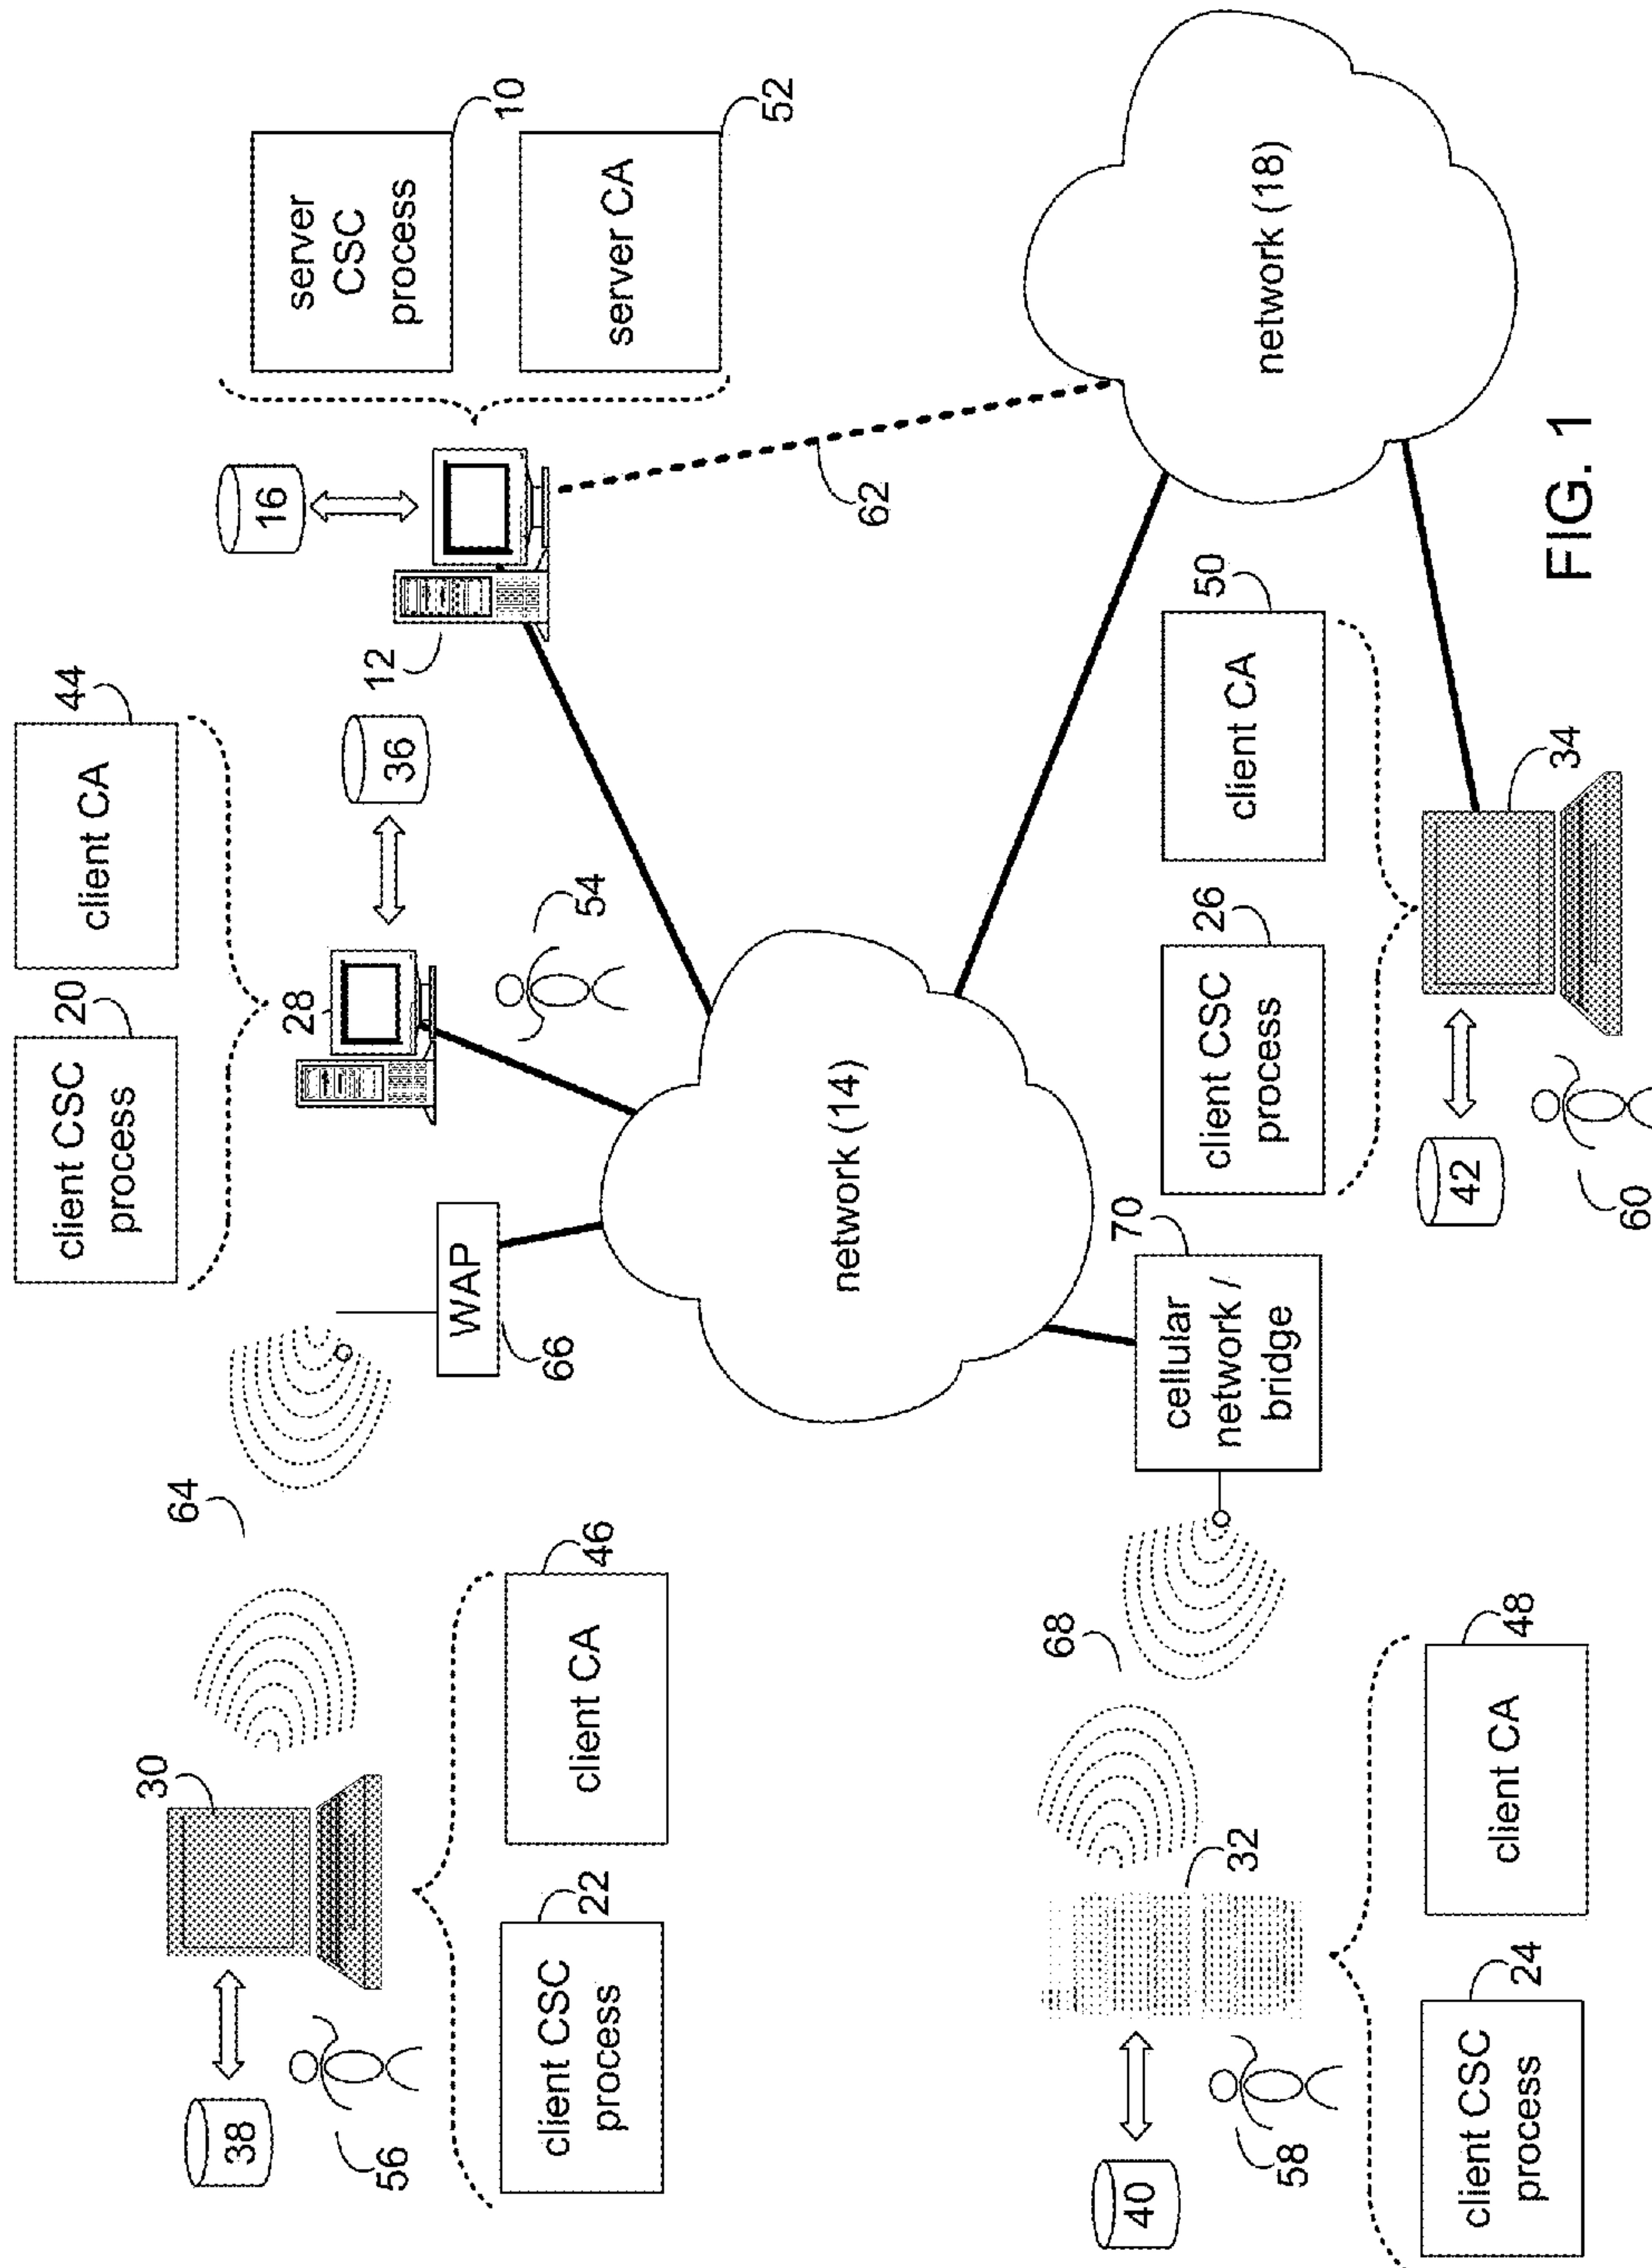 38
56
30
client CSC
process
22
client CA
46
64
WAP
66
client CSC
process
20
client CA
44
28
36
54
12
16
server
CSC
process
10
server CA
52
62
network (14)
network (18)
40
58
32
68
client CSC
process
24
client CA
48
cellular
network /
bridge
70
client CSC
process
26
client CA
50
42
60
34
FIG. 1